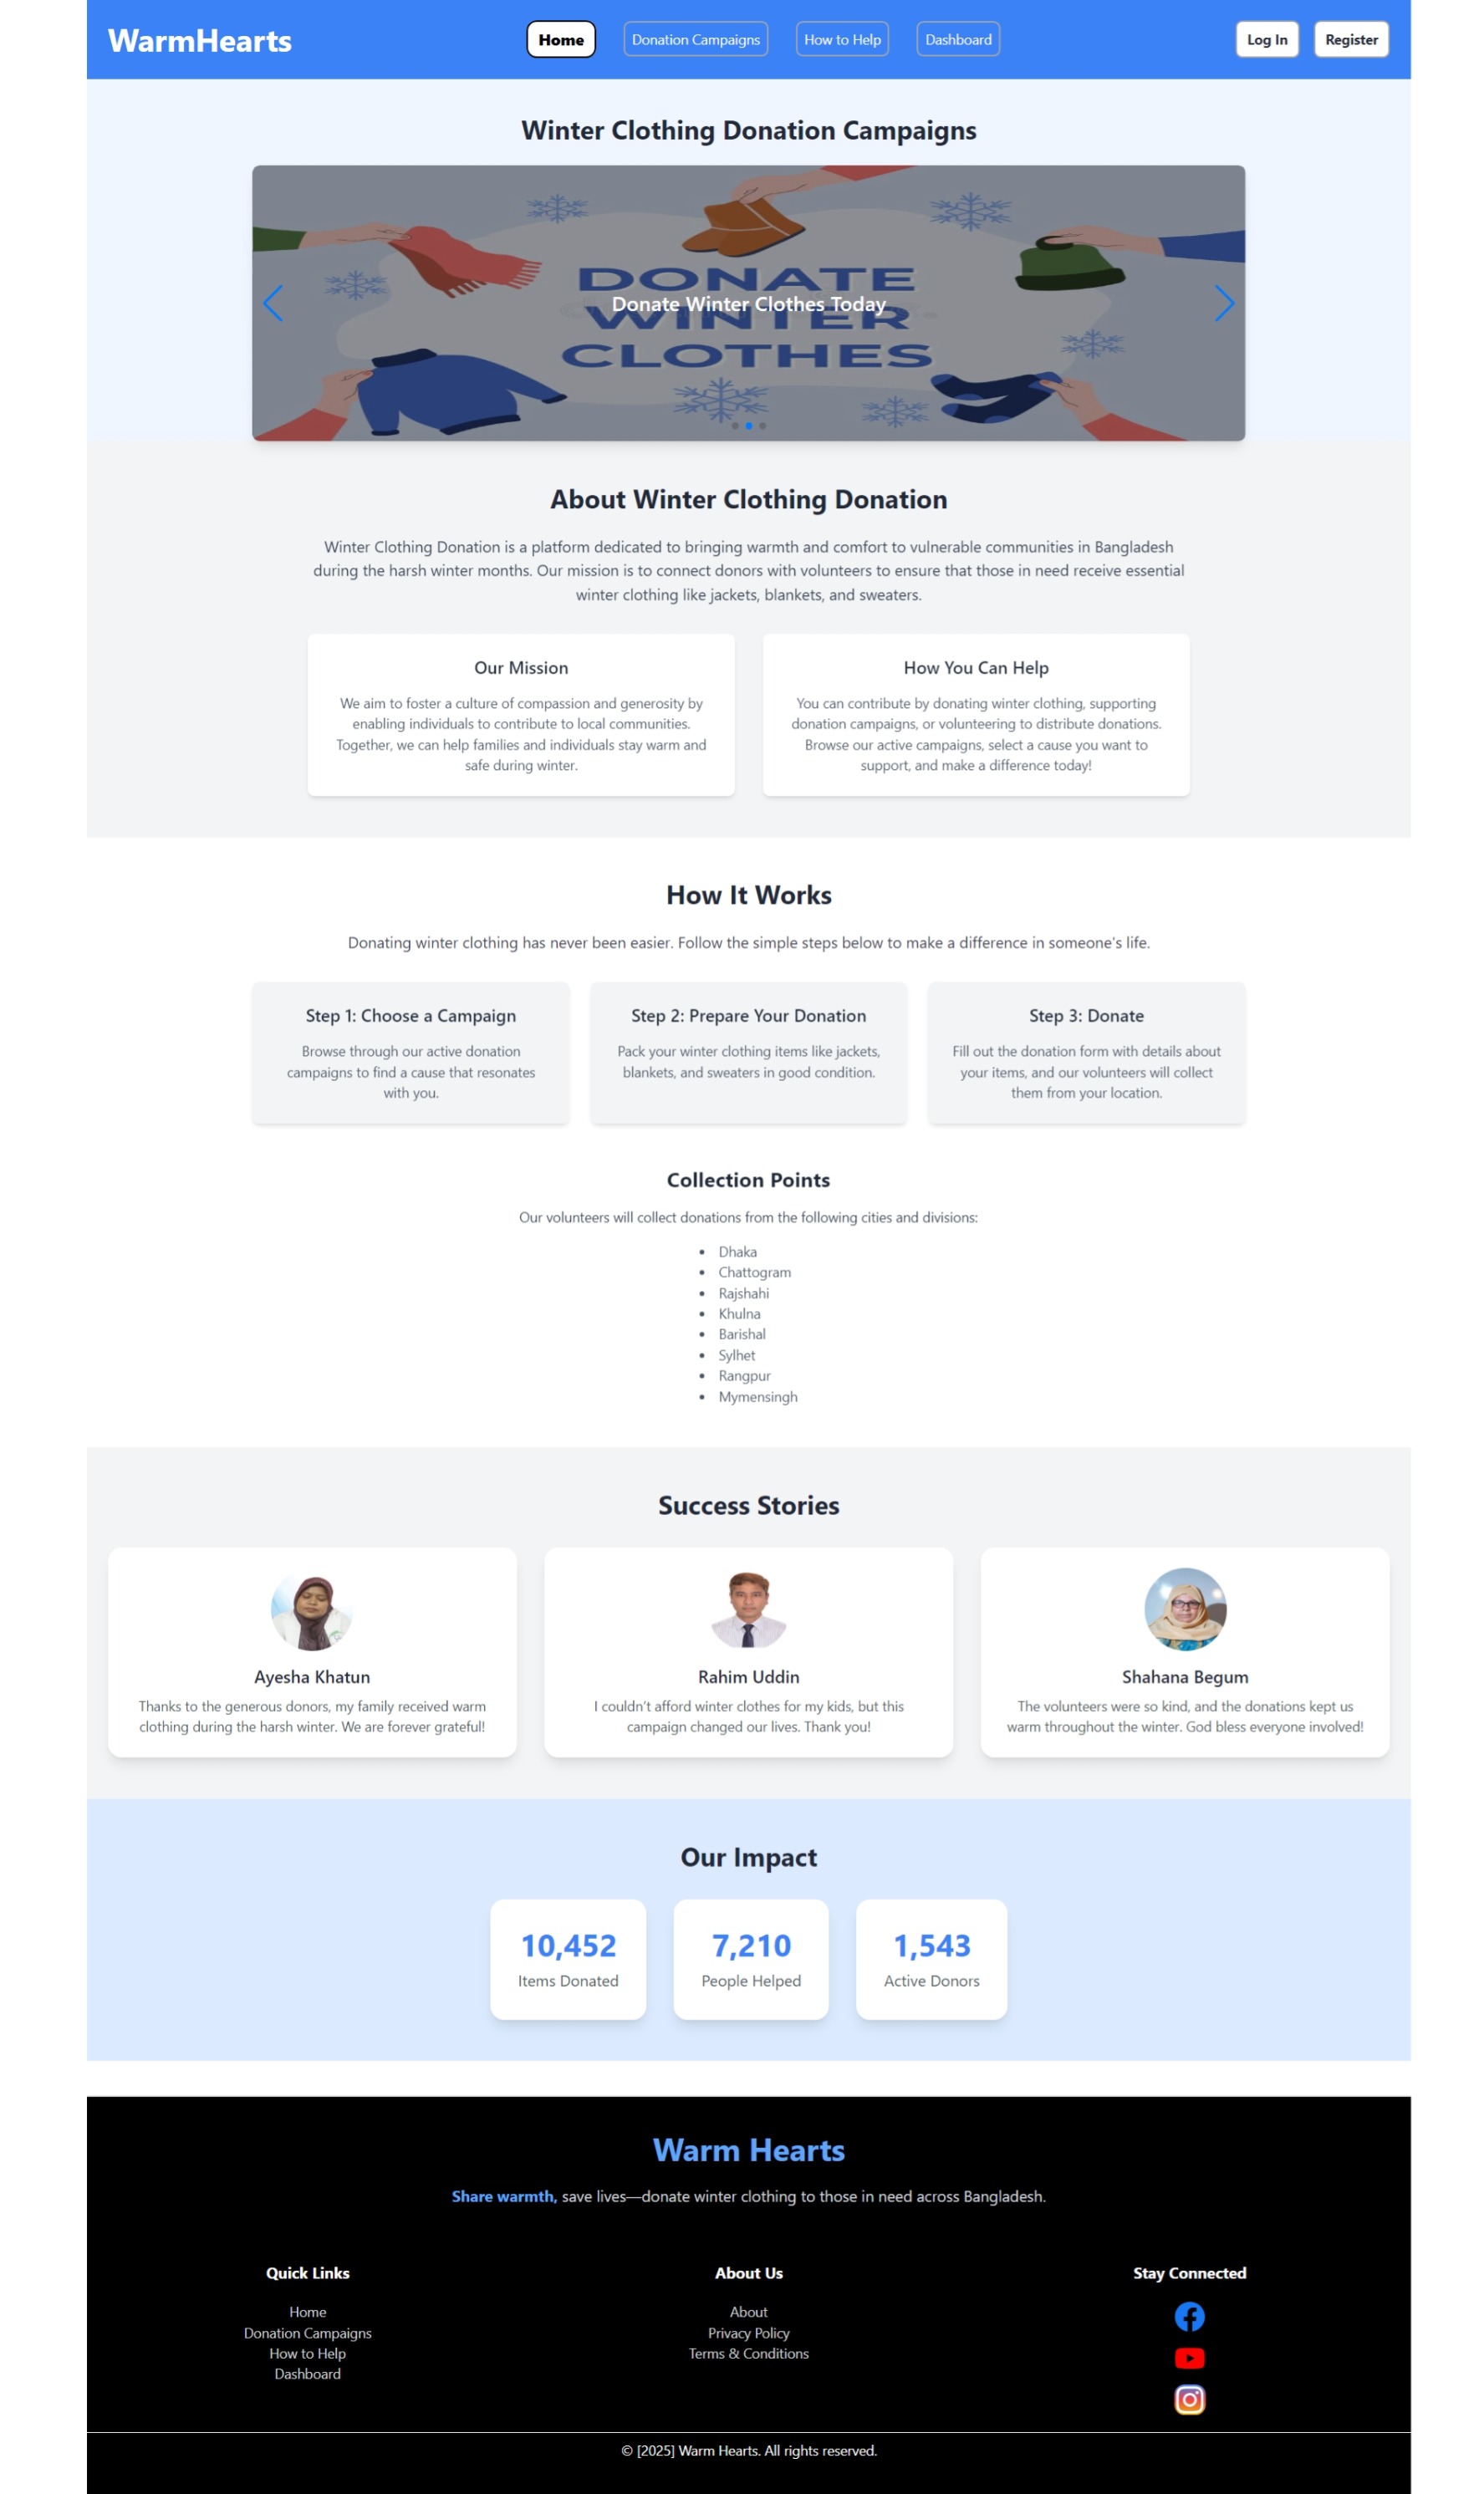 WarmHearts
Home
Donation Campaigns
How to Help
Dashboard
Log In
Register
Winter Clothing Donation Campaigns
DONATE
Donate Winter Clothes Today
WINTER
CLOTHES
About Winter Clothing Donation
Winter Clothing Donation is a platform dedicated to bringing warmth and comfort to vulnerable communities in Bangladesh
during the harsh winter months. Our mission is to connect donors with volunteers to ensure that those in need receive essential
winter clothing like jackets, blankets, and sweaters.
Our Mission
We aim to foster a culture of compassion and generosity by
enabling individuals to contribute to local communities.
Together, we can help families and individuals stay warm and
safe during winter.
How You Can Help
You can contribute by donating winter clothing, supporting
donation campaigns, or volunteering to distribute donations.
Browse our active campaigns, select a cause you want to
support, and make a difference today!
How It Works
Donating winter clothing has never been easier. Follow the simple steps below to make a difference in someone's life.
Step 1: Choose a Campaign
Browse through our active donation
campaigns to find a cause that resonates
with you.
Step 2: Prepare Your Donation
Pack your winter clothing items like jackets,
blankets, and sweaters in good condition.
Step 3: Donate
Fill out the donation form with details about
your items, and our volunteers will collect
them from your location.
Collection Points
Our volunteers will collect donations from the following cities and divisions:
• Dhaka
• Chattogram
• Rajshahi
• Khulna
• Barishal
• Sylhet
• Rangpur
• Mymensingh
Success Stories
Ayesha Khatun
Thanks to the generous donors, my family received warm
clothing during the harsh winter. We are forever grateful!
Rahim Uddin
I couldn't afford winter clothes for my kids, but this
campaign changed our lives. Thank you!
Shahana Begum
The volunteers were so kind, and the donations kept us
warm throughout the winter. God bless everyone involved!
Our Impact
10,452
Items Donated
7,210
People Helped
1,543
Active Donors
Warm Hearts
Share warmth, save lives—donate winter clothing to those in need across Bangladesh.
Quick Links
Home
Donation Campaigns
How to Help
Dashboard
About Us
About
Privacy Policy
Terms & Conditions
Stay Connected
© [2025] Warm Hearts. All rights reserved.